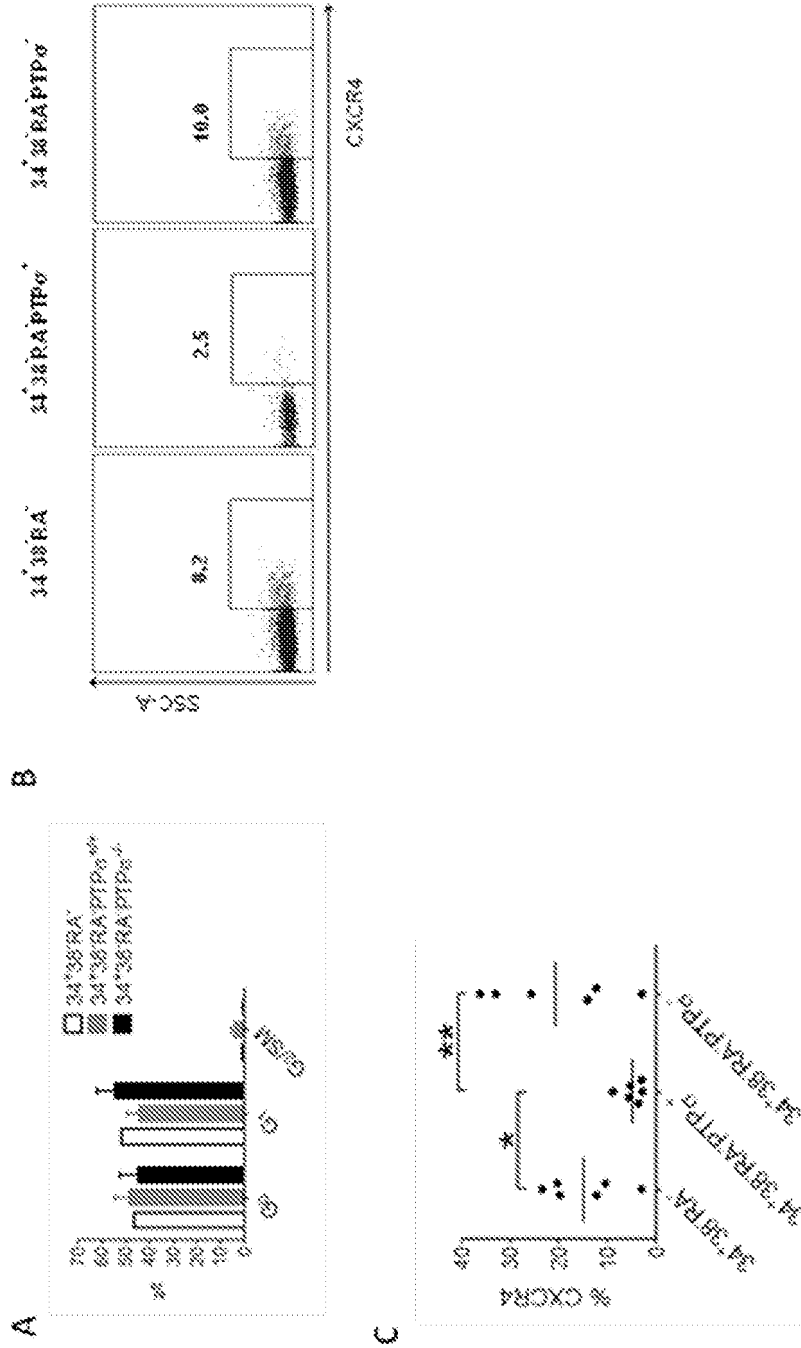 A
%
70
60
50
40
30
20
10
0
34⁺38⁻RA⁻
34⁺38⁻RA⁻PTPσ⁺/⁺
34⁺38⁻RA⁻PTPσ⁻/⁻
G₀
G₁
G₂/S/M
B
34⁺38⁻RA⁻
34⁺38⁻RA⁻PTPσ⁺
34⁺38⁻RA⁻PTPσ⁻
8.2
2.5
10.0
SSC-A
CXCR4
C
% CXCR4
40
30
20
10
0
*
**
34⁺38⁻RA⁻
34⁺38⁻RA⁻PTPσ⁺
34⁺38⁻RA⁻PTPσ⁻